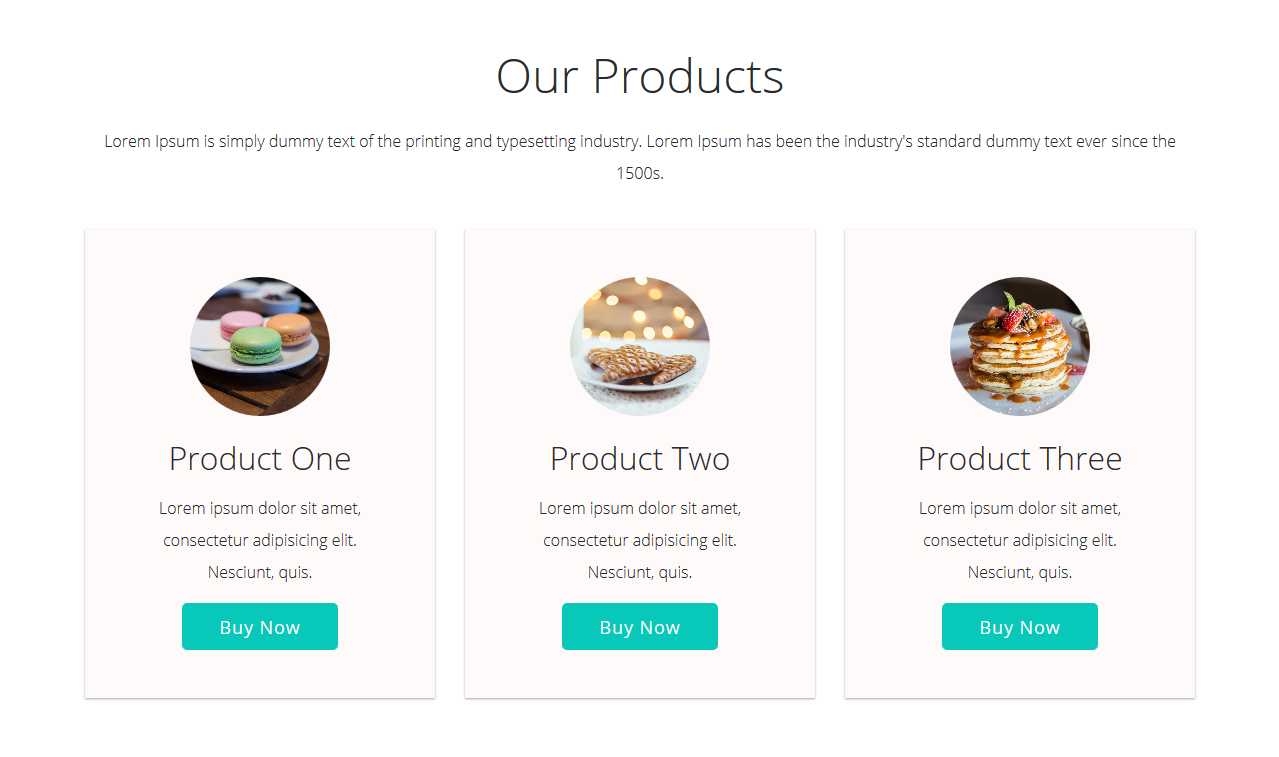 Our Products
Lorem Ipsum is simply dummy text of the printing and typesetting industry. Lorem Ipsum has been the industry's standard dummy text ever since the
1500s.
Product One
Lorem ipsum dolor sit amet,
consectetur adipisicing elit.
Nesciunt, quis.
Buy Now
Product Two
Lorem ipsum dolor sit amet,
consectetur adipisicing elit.
Nesciunt, quis.
Buy Now
Product Three
Lorem ipsum dolor sit amet,
consectetur adipisicing elit.
Nesciunt, quis.
Buy Now